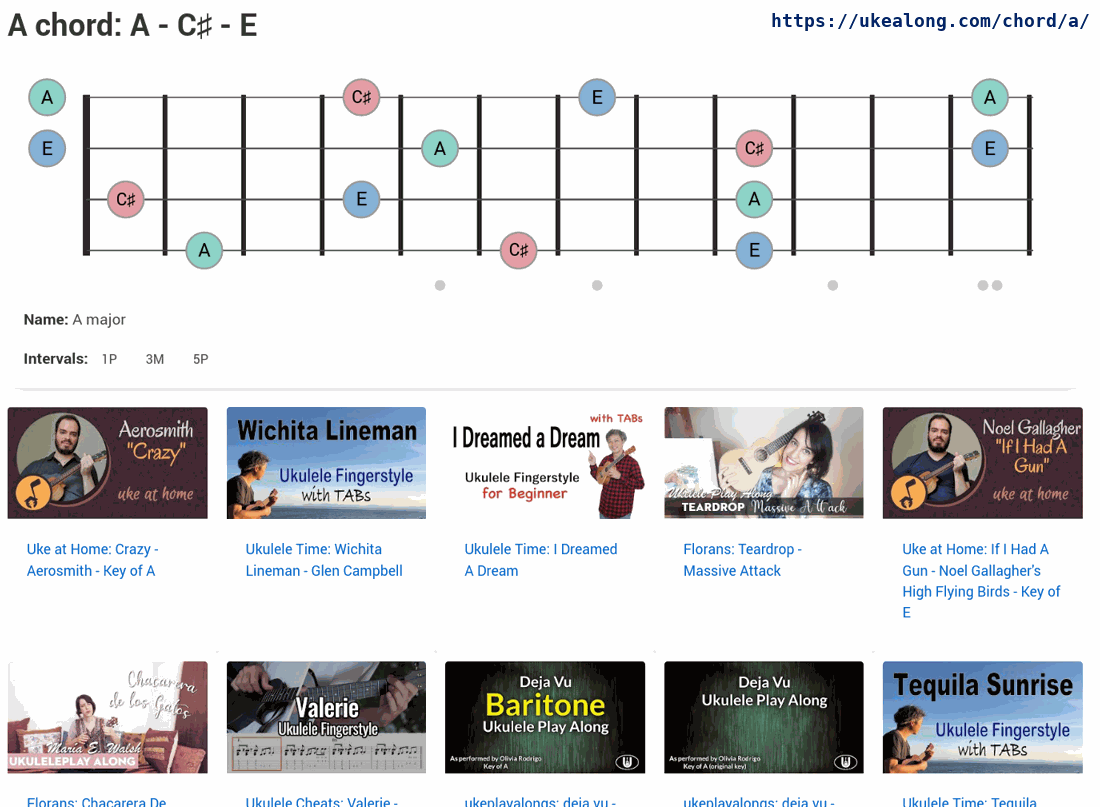 A chord: A - C♯ - E
https://ukealong.com/chord/a/
A C♯ E A
E A C♯ E
C♯ E A
A C♯ E
Name: A major
Intervals: 1P 3M 5P
Aerosmith
"Crazy"
uke at home
Wichita Lineman
Ukulele Fingerstyle
with TABs
with TABs
I Dreamed a Dream
Ukulele Fingerstyle
for Beginner
Ukulele Play Along
TEARDROP Massive Attack
Noel Gallagher
"If I Had A
Gun"
uke at home
Uke at Home: Crazy -
Aerosmith - Key of A
Ukulele Time: Wichita
Lineman - Glen Campbell
Ukulele Time: I Dreamed
A Dream
Florans: Teardrop -
Massive Attack
Uke at Home: If I Had A
Gun - Noel Gallagher's
High Flying Birds - Key of
E
Chacarera
de los Gatos
María E. Walsh
UKULELEPLAY ALONG
Valerie
Ukulele Fingerstyle
Deja Vu
Baritone
Ukulele Play Along
As performed by Olivia Rodrigo
Key of A
Deja Vu
Ukulele Play Along
As performed by Olivia Rodrigo
Key of A (original key)
Tequila Sunrise
Ukulele Fingerstyle
with TABs
Florans: Chacarera De
Ukulele Cheats: Valerie -
ukeplayalongs: deja vu -
ukeplayalongs: deja vu -
Ukulele Time: Tequila